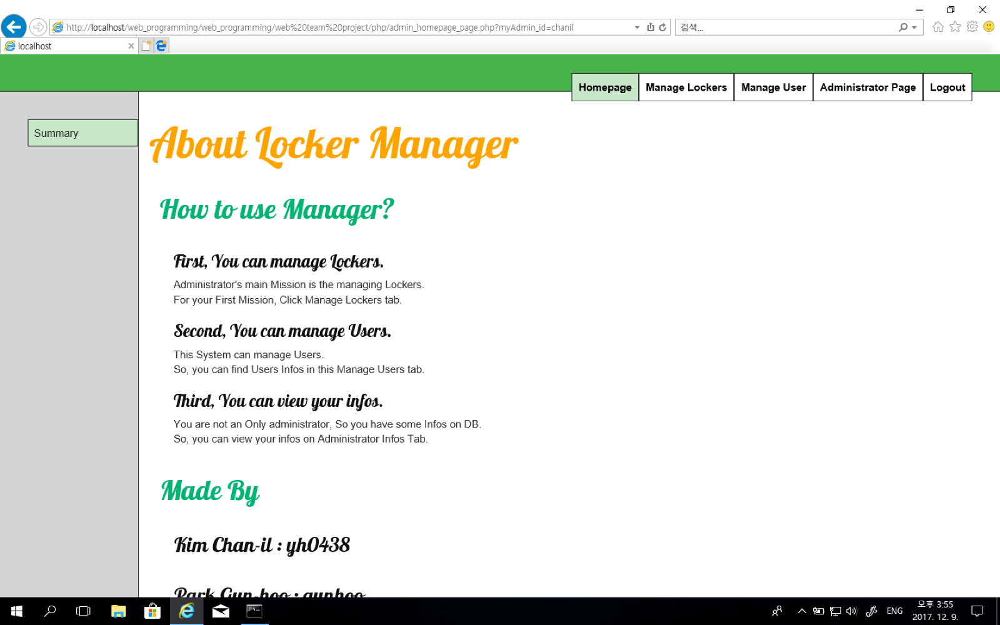 http://localhost/web_programming/web_programming/web%20team%20project/php/admin_homepage_page.php?myAdmin_id=chanil
검색...
localhost
Homepage
Manage Lockers
Manage User
Administrator Page
Logout
Summary
About Locker Manager
How to use Manager?
First, You can manage Lockers.
Administrator's main Mission is the managing Lockers.
For your First Mission, Click Manage Lockers tab.
Second, You can manage Users.
This System can manage Users.
So, you can find Users Infos in this Manage Users tab.
Third, You can view your infos.
You are not an Only administrator, So you have some Infos on DB.
So, you can view your infos on Administrator Infos Tab.
Made By
Kim Chan-il : yh0438
Park Gun-hoo : gunhoo
ENG
오후 3:55
2017. 12. 9.